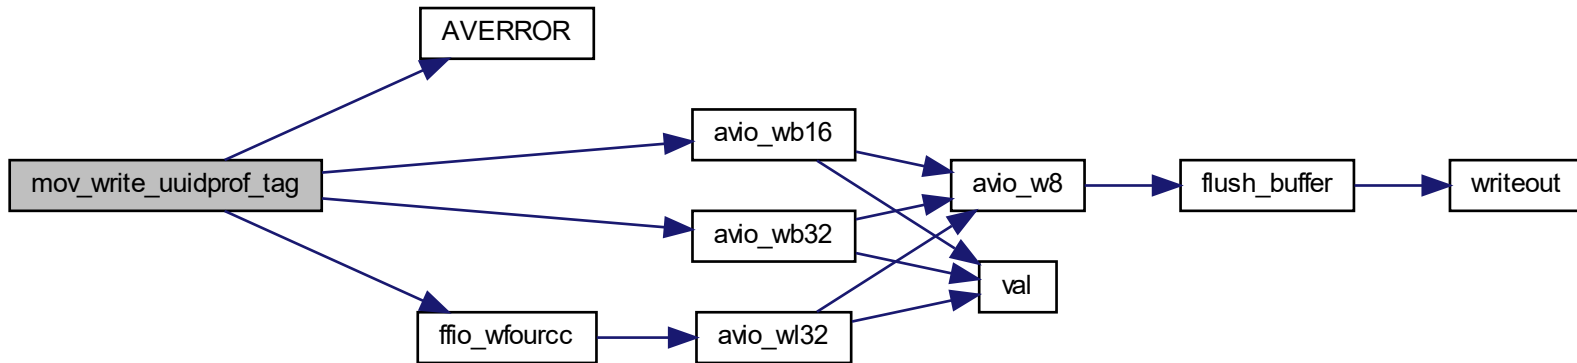 AVERROR
avio_wb16
mov_write_uuidprof_tag
avio_w8
flush_buffer
writeout
avio_wb32
val
ffio_wfourcc
avio_wl32